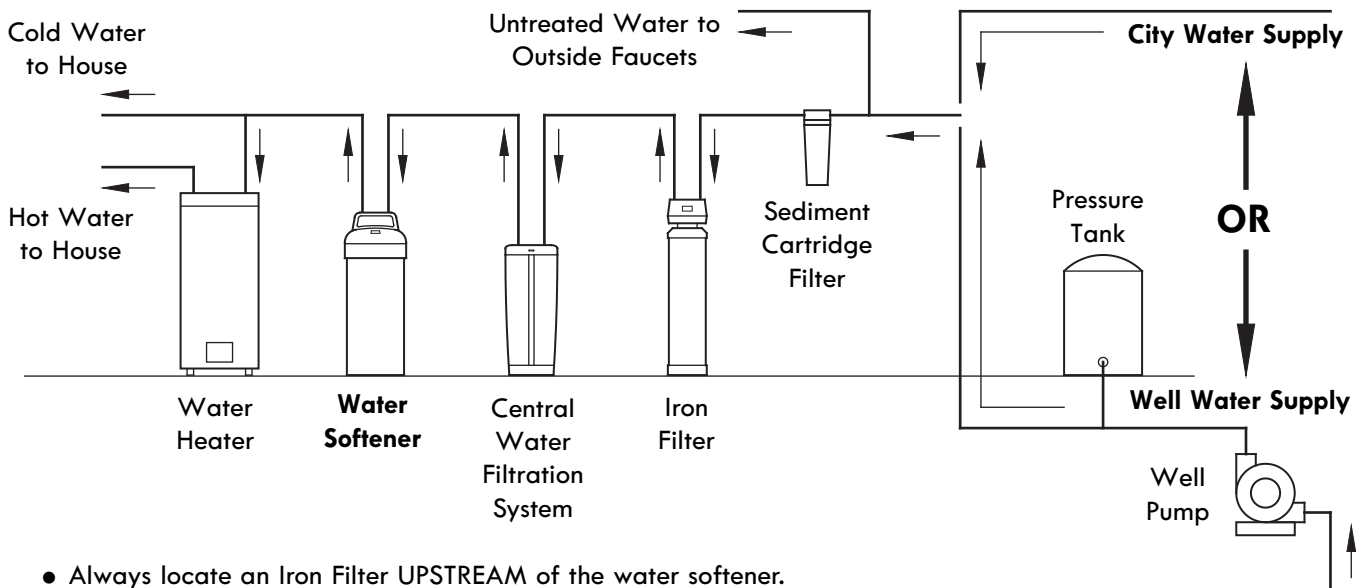 Cold Water
to House
Untreated Water to
Outside Faucets
City Water Supply
Hot Water
to House
Sediment
Cartridge
Filter
Pressure
Tank
OR
Water
Heater
Water
Softener
Central
Water
Filtration
System
Iron
Filter
Well Water Supply
Well
Pump
● Always locate an Iron Filter UPSTREAM of the water softener.